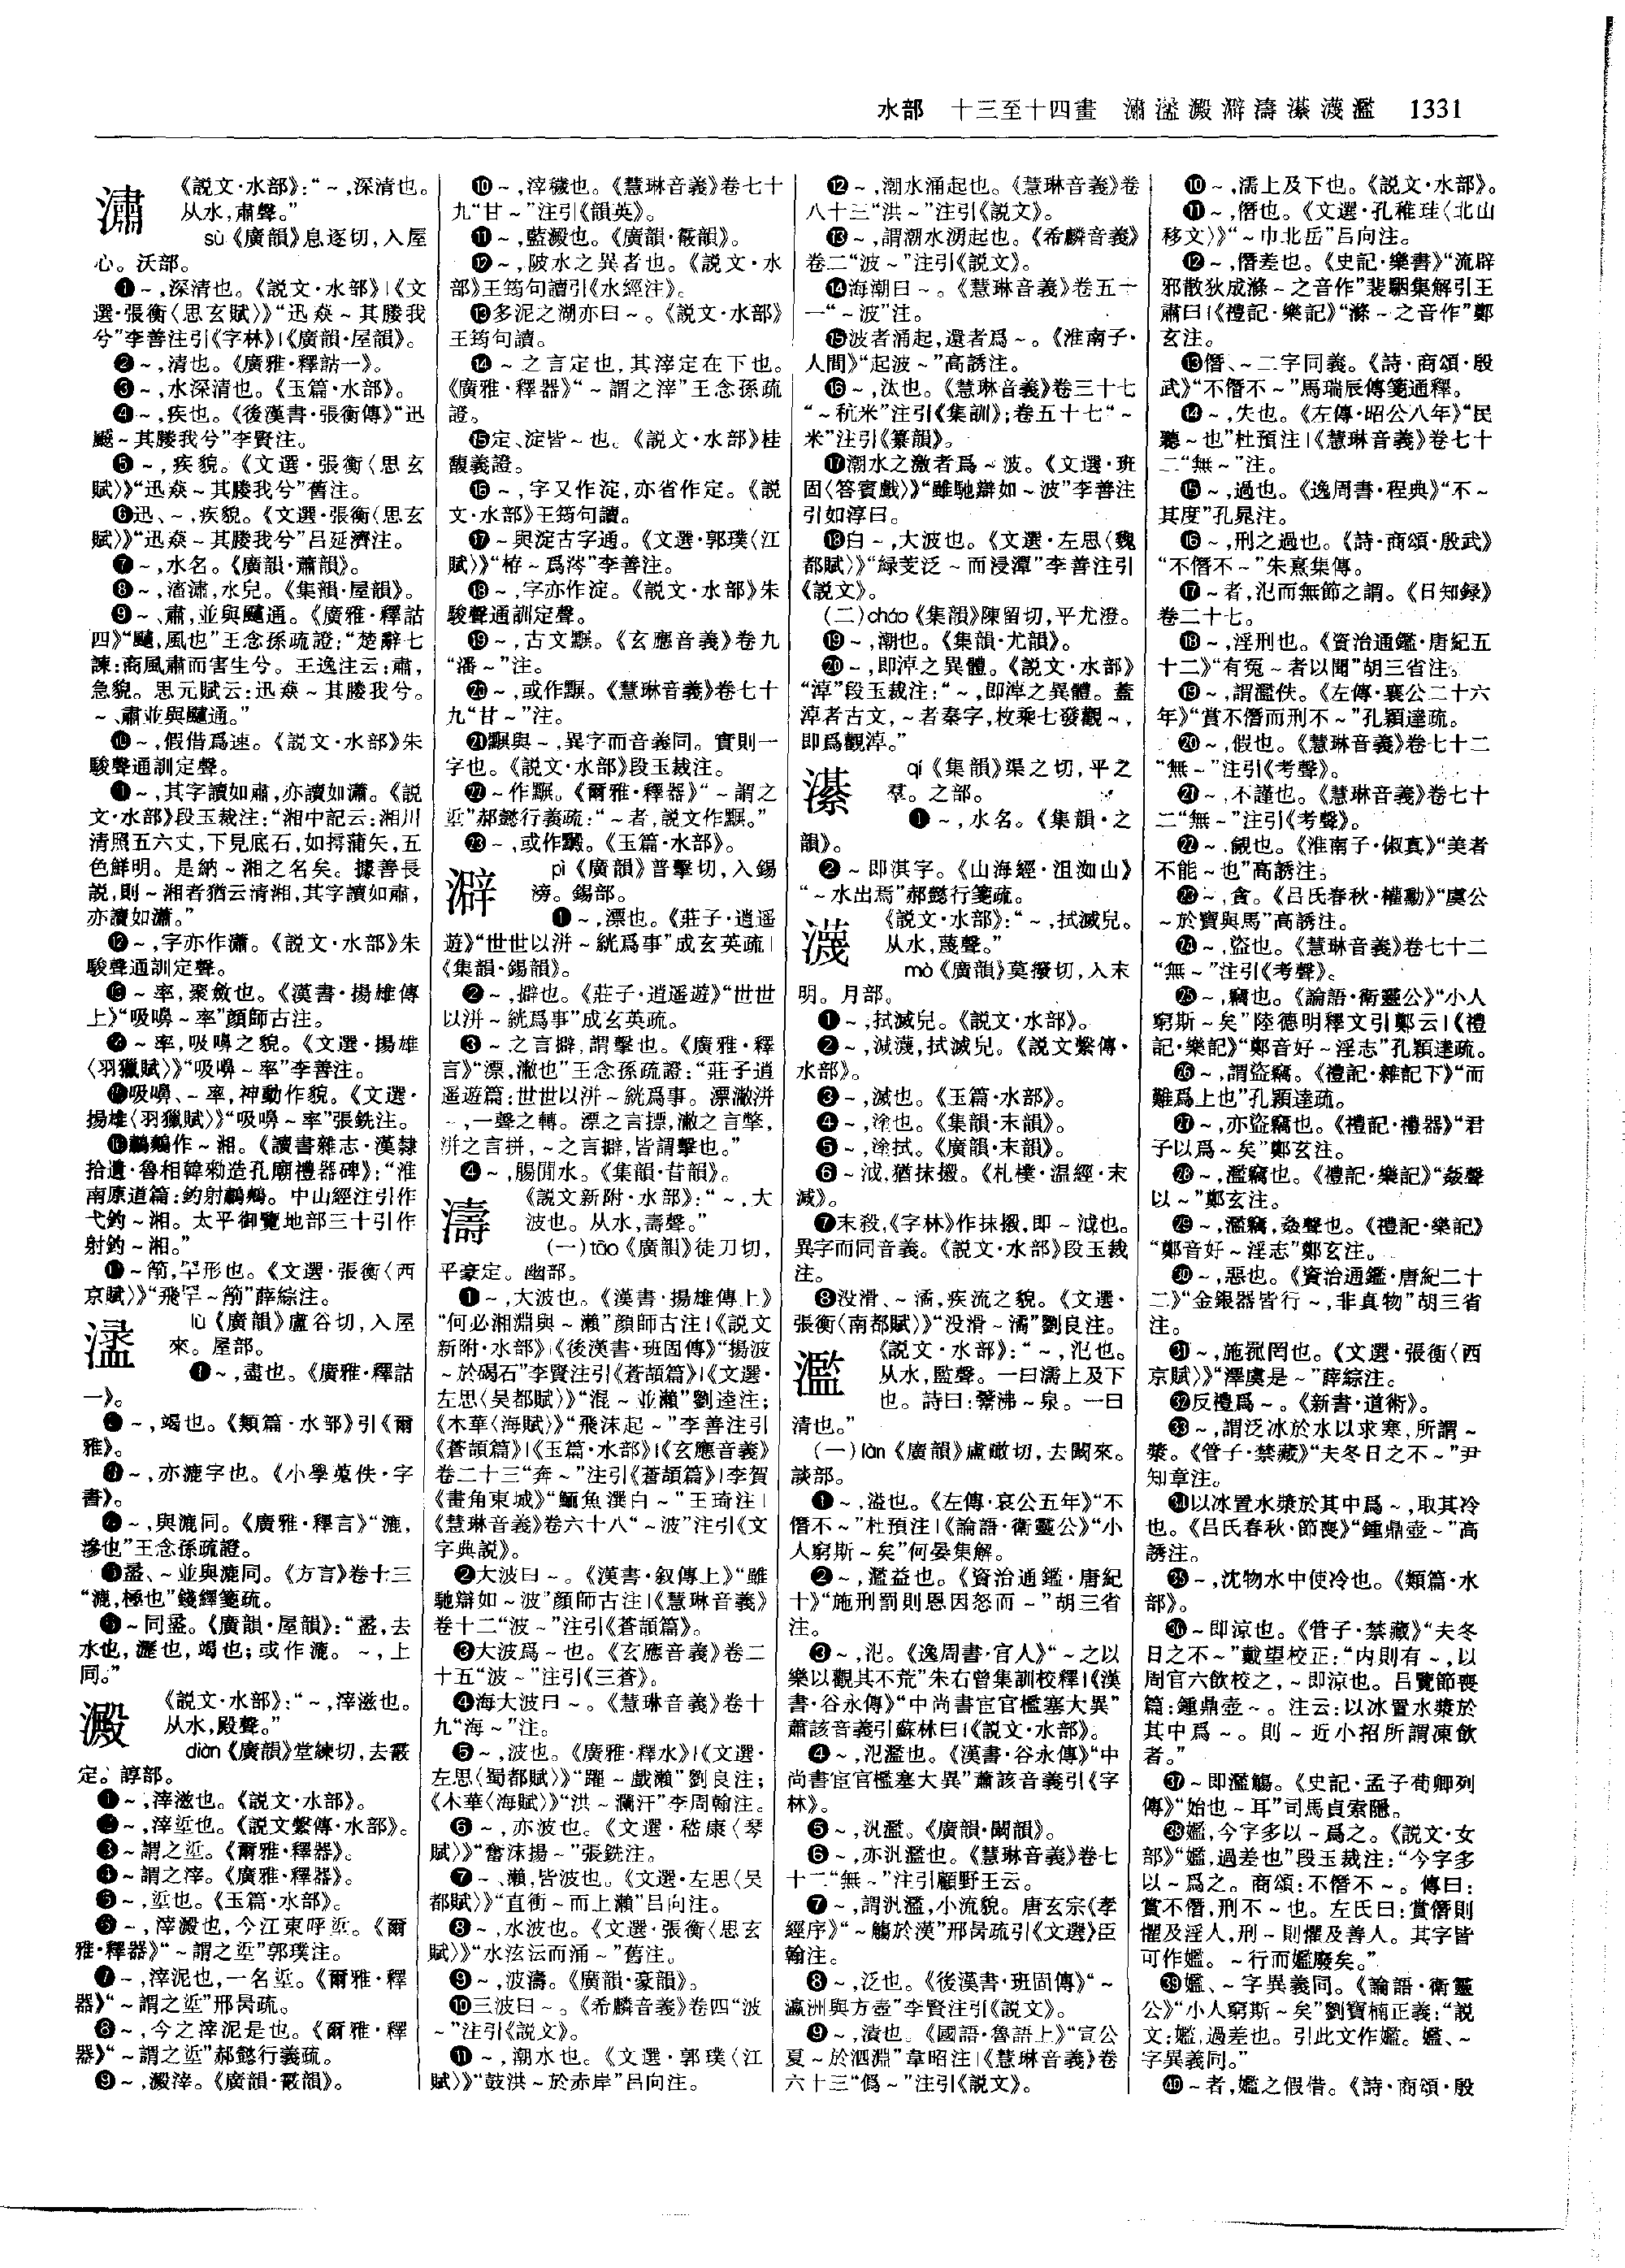 水部　十三至十四畫　潚盝澱澼濤濝濊濫　1331
潚
《説文·水部》：“～，深清也。
从水，肅聲。”
sù《廣韻》息逐切，入屋
心。沃部。
❶～，深清也。《説文·水部》|《文
選·張衡〈思玄賦〉》“迅猋～其媵我
兮”李善注引《字林》|《廣韻·屋韻》。
❷～，清也。《廣雅·釋詁一》。
❸～，水深清也。《玉篇·水部》。
❹～，疾也。《後漢書·張衡傳》“迅
飈～其媵我兮”李賢注。
❺～，疾貌。《文選·張衡〈思玄
賦〉》“迅猋～其媵我兮”舊注。
❻迅、～，疾貌。《文選·張衡〈思玄
賦〉》“迅猋～其媵我兮”吕延濟注。
❼～，水名。《廣韻·蕭韻》。
❽～，潘潚，水皃。《集韻·屋韻》。
❾～、肅，並與飉通。《廣雅·釋詁
四》“飉，風也”王念孫疏證：“楚辭七
諫：商風肅而害生兮。王逸注云：肅，
急貌。思元賦云：迅猋～其媵我兮。
～、肅並與飉通。”
❿～，假借爲速。《説文·水部》朱
駿聲通訓定聲。
⓫～，其字讀如肅，亦讀如瀟。《説
文·水部》段玉裁注：“湘中記云：湘川
清照五六丈，下見底石，如摴蒲矢，五
色鮮明。是納～湘之名矣。據善長
説，則～湘者猶云清湘，其字讀如肅，
亦讀如瀟。”
⓬～，字亦作瀟。《説文·水部》朱
駿聲通訓定聲。
⓭～率，聚斂也。《漢書·揚雄傳
上》“吸嚊～率”顔師古注。
⓮～率，吸嚊之貌。《文選·揚雄
〈羽獵賦〉》“吸嚊～率”李善注。
⓯吸嚊、～率，神動作貌。《文選·
揚雄〈羽獵賦〉》“吸嚊～率”張銑注。
⓰鷫鷞作～湘。《讀書雜志·漢隸
拾遺·魯相韓勑造孔廟禮器碑》：“淮
南原道篇：釣射鷫鷞。中山經注引作
弋釣～湘。太平御覽地部三十引作
射釣～湘。”
⓱～箾，罕形也。《文選·張衡〈西
京賦〉》“飛罕～箾”薛綜注。
盝
lù《廣韻》盧谷切，入屋
來。屋部。
❶～，盡也。《廣雅·釋詁
一》。
❷～，竭也。《類篇·水部》引《爾
雅》。
❸～，亦漉字也。《小學蒐佚·字
書》。
❹～，與漉同。《廣雅·釋言》“漉，
滲也”王念孫疏證。
❺盝、～並與漉同。《方言》卷十三
“漉，極也”錢繹箋疏。
❻～同盝。《廣韻·屋韻》：“盝，去
水也，瀝也，竭也；或作漉。～，上
同。”
澱
《説文·水部》：“～，滓滋也。
从水，殿聲。”
diàn《廣韻》堂練切，去霰
定。諄部。
❶～，滓滋也。《説文·水部》。
❷～，滓垽也。《説文繫傳·水部》。
❸～謂之垽。《爾雅·釋器》。
❹～謂之滓。《廣雅·釋器》。
❺～，垽也。《玉篇·水部》。
❻～，滓澱也，今江東呼垽。《爾
雅·釋器》“～謂之垽”郭璞注。
❼～，滓泥也，一名垽。《爾雅·釋
器》“～謂之垽”邢昺疏。
❽～，今之滓泥是也。《爾雅·釋
器》“～謂之垽”郝懿行義疏。
❾～，澱滓。《廣韻·霰韻》。
❿～，滓穢也。《慧琳音義》卷七十
九“甘～”注引《韻英》。
⓫～，藍澱也。《廣韻·霰韻》。
⓬～，陂水之異者也。《説文·水
部》王筠句讀引《水經注》。
⓭多泥之湖亦曰～。《説文·水部》
王筠句讀。
⓮～之言定也，其滓定在下也。
《廣雅·釋器》“～謂之滓”王念孫疏
證。
⓯定、淀皆～也。《説文·水部》桂
馥義證。
⓰～，字又作淀，亦省作定。《説
文·水部》王筠句讀。
⓱～與淀古字通。《文選·郭璞〈江
賦〉》“栫～爲涔”李善注。
⓲～，字亦作淀。《説文·水部》朱
駿聲通訓定聲。
⓳～，古文黰。《玄應音義》卷九
“潘～”注。
⓴～，或作黰。《慧琳音義》卷七十
九“甘～”注。
㉑黰與～，異字而音義同。實則一
字也。《説文·水部》段玉裁注。
㉒～作黰。《爾雅·釋器》“～謂之
垽”郝懿行義疏：“～者，説文作黰。”
㉓～，或作黰。《玉篇·水部》。
澼
pì《廣韻》普擊切，入錫
滂。錫部。
❶～，漂也。《莊子·逍遥
遊》“世世以洴～絖爲事”成玄英疏|
《集韻·錫韻》。
❷～，擗也。《莊子·逍遥遊》“世世
以洴～絖爲事”成玄英疏。
❸～之言擗，謂擊也。《廣雅·釋
言》“漂，潎也”王念孫疏證：“莊子逍
遥遊篇：世世以洴～絖爲事。漂潎洴
～，一聲之轉。漂之言摽，潎之言撆，
洴之言拼，～之言擗，皆謂擊也。”
❹～，腸閒水。《集韻·昔韻》。
濤
《説文新附·水部》：“～，大
波也。从水，壽聲。”
（一）tāo《廣韻》徒刀切，
平豪定。幽部。
❶～，大波也。《漢書·揚雄傳上》
“何必湘淵與～瀨”顔師古注|《説文
新附·水部》|《後漢書·班固傳》“揚波
～於碣石”李賢注引《蒼頡篇》|《文選·
左思〈吴都賦〉》“混～並瀨”劉逵注；
《木華〈海賦〉》“飛沫起～”李善注引
《蒼頡篇》|《玉篇·水部》|《玄應音義》
卷二十三“奔～”注引《蒼頡篇》|李賀
《畫角東城》“鮞魚潠白～”王琦注|
《慧琳音義》卷六十八“～波”注引《文
字典説》。
❷大波曰～。《漢書·叙傳上》“雖
馳辯如～波”顔師古注|《慧琳音義》
卷十二“波～”注引《蒼頡篇》。
❸大波爲～也。《玄應音義》卷二
十五“波～”注引《三蒼》。
❹海大波曰～。《慧琳音義》卷十
九“海～”注。
❺～，波也。《廣雅·釋水》|《文選·
左思〈蜀都賦〉》“躍～戲瀨”劉良注；
《木華〈海賦〉》“洪～瀾汗”李周翰注。
❻～，亦波也。《文選·嵇康〈琴
賦〉》“奮沫揚～”張銑注。
❼～、瀨，皆波也。《文選·左思〈吴
都賦〉》“直衝～而上瀨”吕向注。
❽～，水波也。《文選·張衡〈思玄
賦〉》“水泫沄而涌～”舊注。
❾～，波濤。《廣韻·豪韻》。
❿三波曰～。《希麟音義》卷四“波
～”注引《説文》。
⓫～，潮水也。《文選·郭璞〈江
賦〉》“鼓洪～於赤岸”吕向注。
⓬～，潮水涌起也。《慧琳音義》卷
八十三“洪～”注引《説文》。
⓭～，謂潮水湧起也。《希麟音義》
卷二“波～”注引《説文》。
⓮海潮曰～。《慧琳音義》卷五十
一“～波”注。
⓯波者涌起，還者爲～。《淮南子·
人間》“起波～”高誘注。
⓰～，汰也。《慧琳音義》卷三十七
“～秔米”注引《集訓》；卷五十七“～
米”注引《纂韻》。
⓱潮水之激者爲～波。《文選·班
固〈答賓戲〉》“雖馳辯如～波”李善注
引如淳曰。
⓲白～，大波也。《文選·左思〈魏
都賦〉》“緑芰泛～而浸潭”李善注引
《説文》。
（二）cháo《集韻》陳留切，平尤澄。
⓳～，潮也。《集韻·尤韻》。
⓴～，即淖之異體。《説文·水部》
“淖”段玉裁注：“～，即淖之異體。蓋
淖者古文，～者秦字，枚乘七發觀～，
即爲觀淖。”
濝
qí《集韻》渠之切，平之
羣。之部。
❶～，水名。《集韻·之
韻》。
❷～即淇字。《山海經·沮洳山》
“～水出焉”郝懿行箋疏。
濊
《説文·水部》：“～，拭滅皃。
从水，蔑聲。”
mò《廣韻》莫撥切，入末
明。月部。
❶～，拭滅皃。《説文·水部》。
❷～，滅濊，拭滅皃。《説文繫傳·
水部》。
❸～，滅也。《玉篇·水部》。
❹～，塗也。《集韻·末韻》。
❺～，塗拭。《廣韻·末韻》。
❻～泧，猶抹摋。《札樸·温經·末
減》。
❼末殺，《字林》作抹摋，即～泧也。
異字而同音義。《説文·水部》段玉裁
注。
❽没滑、～潏，疾流之貌。《文選·
張衡〈南都賦〉》“没滑～潏”劉良注。
濫
《説文·水部》：“～，氾也。
从水，監聲。一曰濡上及下
也。詩曰：觱沸～泉。一曰
清也。”
（一）làn《廣韻》盧瞰切，去闞來。
談部。
❶～，溢也。《左傳·哀公五年》“不
僭不～”杜預注|《論語·衛靈公》“小
人窮斯～矣”何晏集解。
❷～，濫益也。《資治通鑑·唐紀
十》“施刑罰則恩因怒而～”胡三省
注。
❸～，氾。《逸周書·官人》“～之以
樂以觀其不荒”朱右曾集訓校釋|《漢
書·谷永傳》“中尚書宦官檻塞大異”
蕭該音義引蘇林曰|《説文·水部》。
❹～，氾濫也。《漢書·谷永傳》“中
尚書宦官檻塞大異”蕭該音義引《字
林》。
❺～，汎濫。《廣韻·闞韻》。
❻～，亦汎濫也。《慧琳音義》卷七
十二“無～”注引顧野王云。
❼～，謂汎濫，小流貌。唐玄宗《孝
經序》“～觴於漢”邢昺疏引《文選》臣
翰注。
❽～，泛也。《後漢書·班固傳》“～
瀛洲與方壺”李賢注引《説文》。
❾～，漬也。《國語·魯語上》“宣公
夏～於泗淵”韋昭注|《慧琳音義》卷
六十三“僞～”注引《説文》。
❿～，濡上及下也。《説文·水部》。
⓫～，僭也。《文選·孔稚珪〈北山
移文〉》“～巾北岳”吕向注。
⓬～，僭差也。《史記·樂書》“流辟
邪散狄成滌～之音作”裴駰集解引王
肅曰|《禮記·樂記》“滌～之音作”鄭
玄注。
⓭僭、～二字同義。《詩·商頌·殷
武》“不僭不～”馬瑞辰傳箋通釋。
⓮～，失也。《左傳·昭公八年》“民
聽～也”杜預注|《慧琳音義》卷七十
二“無～”注。
⓯～，過也。《逸周書·程典》“不～
其度”孔晁注。
⓰～，刑之過也。《詩·商頌·殷武》
“不僭不～”朱熹集傳。
⓱～者，氾而無節之謂。《日知録》
卷二十七。
⓲～，淫刑也。《資治通鑑·唐紀五
十二》“有冤～者以聞”胡三省注。
⓳～，謂濫佚。《左傳·襄公二十六
年》“賞不僭而刑不～”孔穎達疏。
⓴～，假也。《慧琳音義》卷七十二
“無～”注引《考聲》。
㉑～，不謹也。《慧琳音義》卷七十
二“無～”注引《考聲》。
㉒～，覦也。《淮南子·俶真》“美者
不能～也”高誘注。
㉓～，貪。《吕氏春秋·權勳》“虞公
～於寶與馬”高誘注。
㉔～，盗也。《慧琳音義》卷七十二
“無～”注引《考聲》。
㉕～，竊也。《論語·衛靈公》“小人
窮斯～矣”陸德明釋文引鄭云|《禮
記·樂記》“鄭音好～淫志”孔穎達疏。
㉖～，謂盗竊。《禮記·雜記下》“而
難爲上也”孔穎達疏。
㉗～，亦盗竊也。《禮記·禮器》“君
子以爲～矣”鄭玄注。
㉘～，濫竊也。《禮記·樂記》“姦聲
以～”鄭玄注。
㉙～，濫竊，姦聲也。《禮記·樂記》
“鄭音好～淫志”鄭玄注。
㉚～，惡也。《資治通鑑·唐紀二十
二》“金銀器皆行～，非真物”胡三省
注。
㉛～，施罛罔也。《文選·張衡〈西
京賦〉》“澤虞是～”薛綜注。
㉜反禮爲～。《新書·道術》。
㉝～，謂泛冰於水以求寒，所謂～
漿。《管子·禁藏》“夫冬日之不～”尹
知章注。
㉞以冰置水漿於其中爲～，取其冷
也。《吕氏春秋·節喪》“鍾鼎壺～”高
誘注。
㉟～，沈物水中使冷也。《類篇·水
部》。
㊱～即涼也。《管子·禁藏》“夫冬
日之不～”戴望校正：“内則有～，以
周官六飲校之，～即涼也。吕覽節喪
篇：鍾鼎壺～。注云：以冰置水漿於
其中爲～。則～近小招所謂凍飲
者。”
㊲～即濫觴。《史記·孟子荀卿列
傳》“始也～耳”司馬貞索隱。
㊳嚂，今字多以～爲之。《説文·女
部》“嚂，過差也”段玉裁注：“今字多
以～爲之。商頌：不僭不～。傳曰：
賞不僭，刑不～也。左氏曰：賞僭則
懼及淫人，刑～則懼及善人。其字皆
可作嚂。～行而嚂廢矣。”
㊴嚂、～字異義同。《論語·衛靈
公》“小人窮斯～矣”劉寶楠正義：“説
文：嚂，過差也。引此文作嚂。嚂、～
字異義同。”
㊵～者，嚂之假借。《詩·商頌·殷